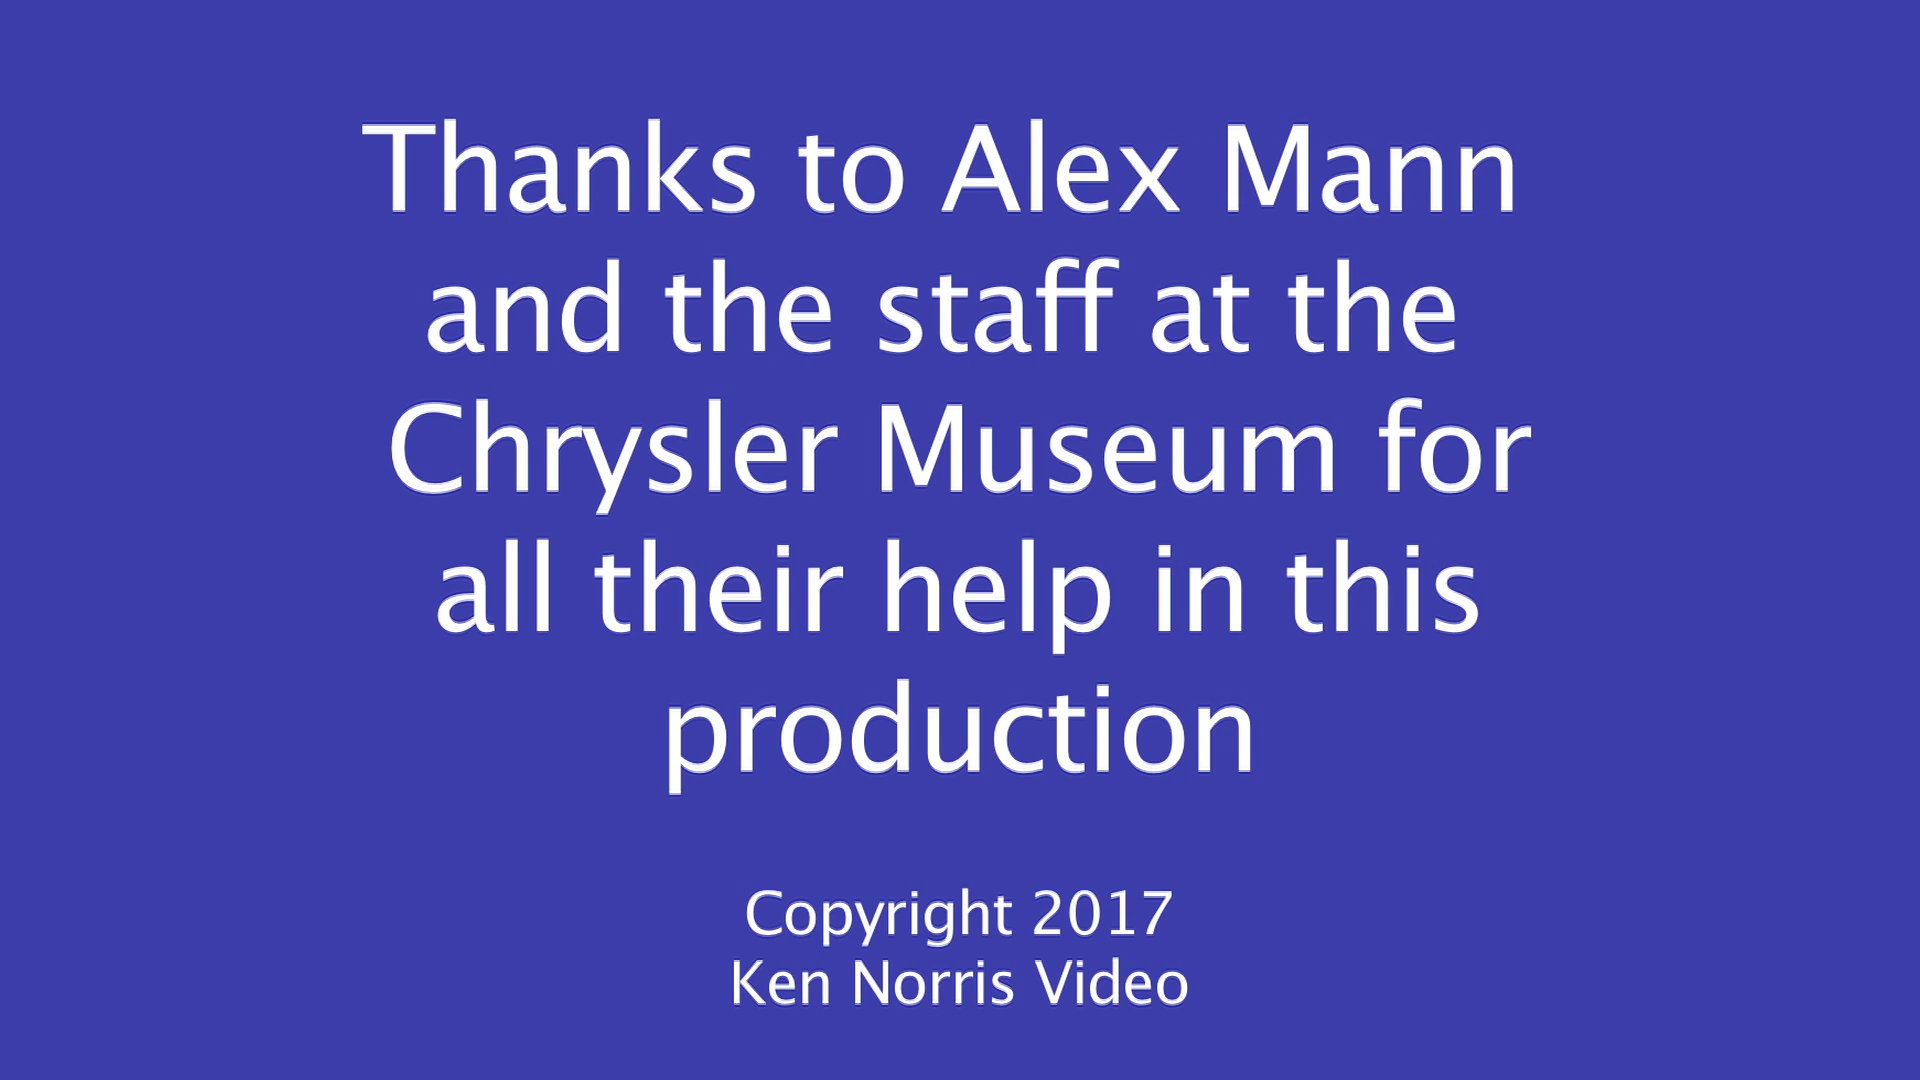 Thanks to Alex Mann
and the staff at the
Chrysler Museum for
all their help in this
production
Copyright 2017
Ken Norris Video